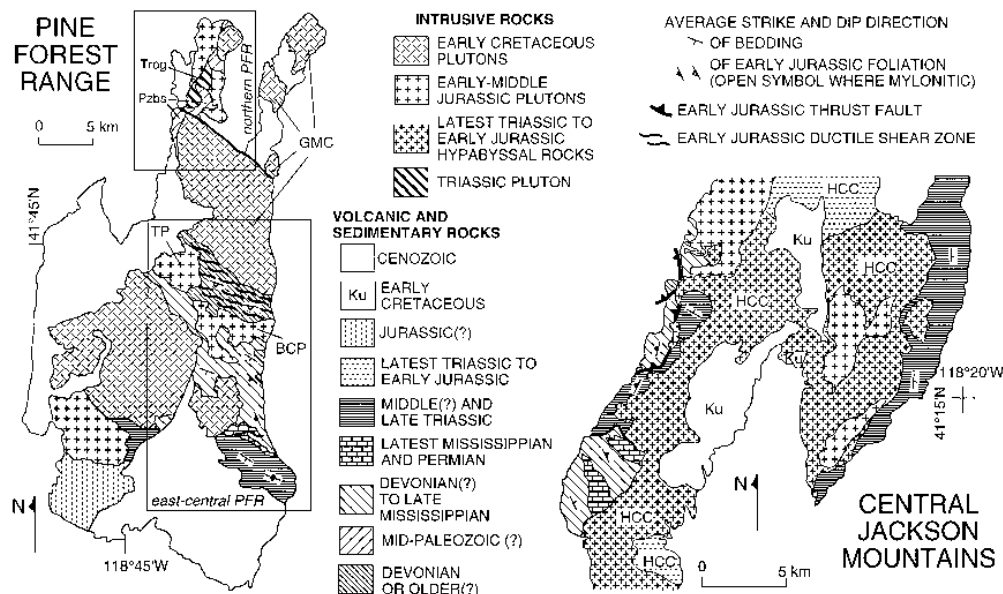 PINE
FOREST
RANGE
0 5 km
Trog
Pzbs
northern PFR
GMC
41°45'N
TP
BCP
east-central PFR
N
118°45'W
INTRUSIVE ROCKS
EARLY CRETACEOUS
PLUTONS
EARLY-MIDDLE
JURASSIC PLUTONS
LATEST TRIASSIC TO
EARLY JURASSIC
HYPABYSSAL ROCKS
TRIASSIC PLUTON
VOLCANIC AND
SEDIMENTARY ROCKS
CENOZOIC
Ku EARLY
CRETACEOUS
JURASSIC(?)
LATEST TRIASSIC TO
EARLY JURASSIC
MIDDLE(?) AND
LATE TRIASSIC
LATEST MISSISSIPPIAN
AND PERMIAN
DEVONIAN(?)
TO LATE
MISSISSIPPIAN
MID-PALEOZOIC (?)
DEVONIAN
OR OLDER(?)
AVERAGE STRIKE AND DIP DIRECTION
OF BEDDING
OF EARLY JURASSIC FOLIATION
(OPEN SYMBOL WHERE MYLONITIC)
EARLY JURASSIC THRUST FAULT
EARLY JURASSIC DUCTILE SHEAR ZONE
HCC
Ku
HCC
HCC
Ku
Ku
118°20'W
41°15'N
HCC
HCC
N
0 5 km
CENTRAL
JACKSON
MOUNTAINS